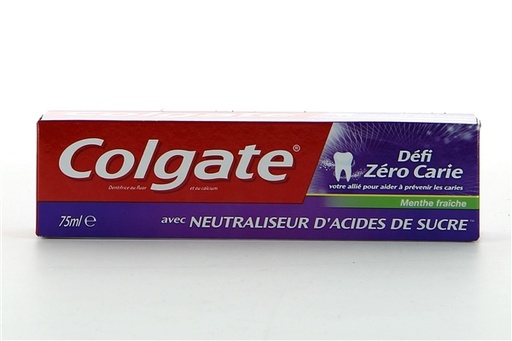 Colgate®
Dentifrice au fluor et au calcium
Défi
Zéro Carie
votre allié pour aider à prévenir les caries
Menthe fraîche
75ml e
avec NEUTRALISEUR D'ACIDES DE SUCRE™